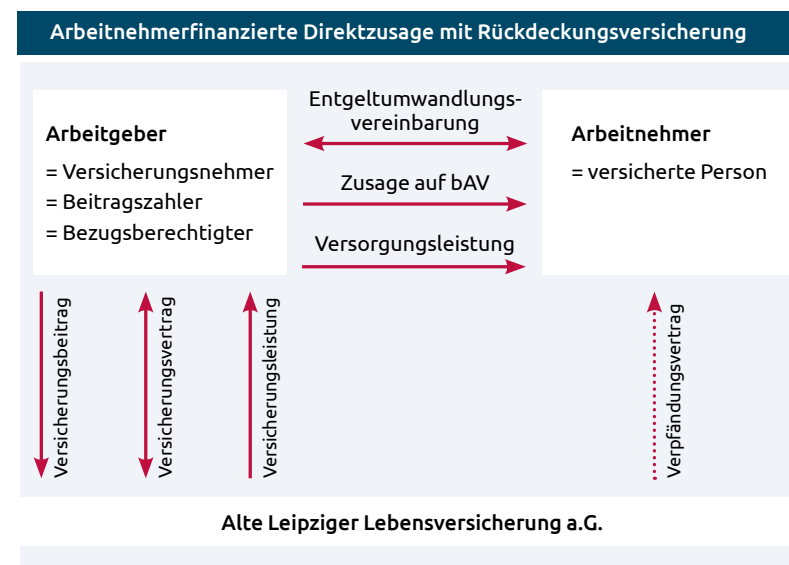 Arbeitnehmerfinanzierte Direktzusage mit Rückdeckungsversicherung
Arbeitgeber
= Versicherungsnehmer
= Beitragszahler
= Bezugsberechtigter
Entgeltumwandlungs-
vereinbarung
Zusage auf bAV
Versorgungsleistung
Arbeitnehmer
= versicherte Person
Versicherungsbeitrag
Versicherungsvertrag
Versicherungsleistung
Verpfändungsvertrag
Alte Leipziger Lebensversicherung a.G.